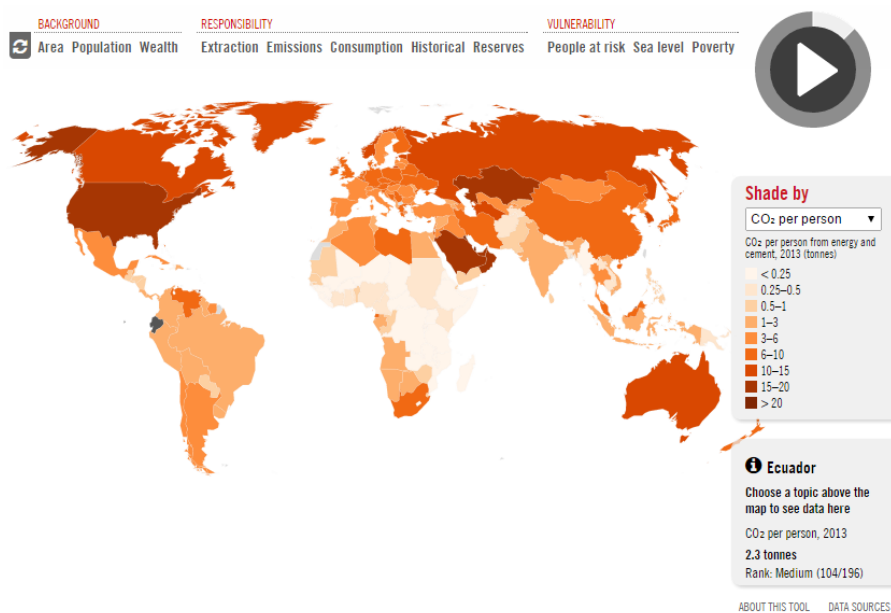 BACKGROUND
Area Population Wealth
RESPONSIBILITY
Extraction Emissions Consumption Historical Reserves
VULNERABILITY
People at risk Sea level Poverty
Shade by
CO₂ per person
CO₂ per person from energy and
cement, 2013 (tonnes)
< 0.25
0.25–0.5
0.5–1
1–3
3–6
6–10
10–15
15–20
> 20
Ecuador
Choose a topic above the
map to see data here
CO₂ per person, 2013
2.3 tonnes
Rank: Medium (104/196)
ABOUT THIS TOOL DATA SOURCES